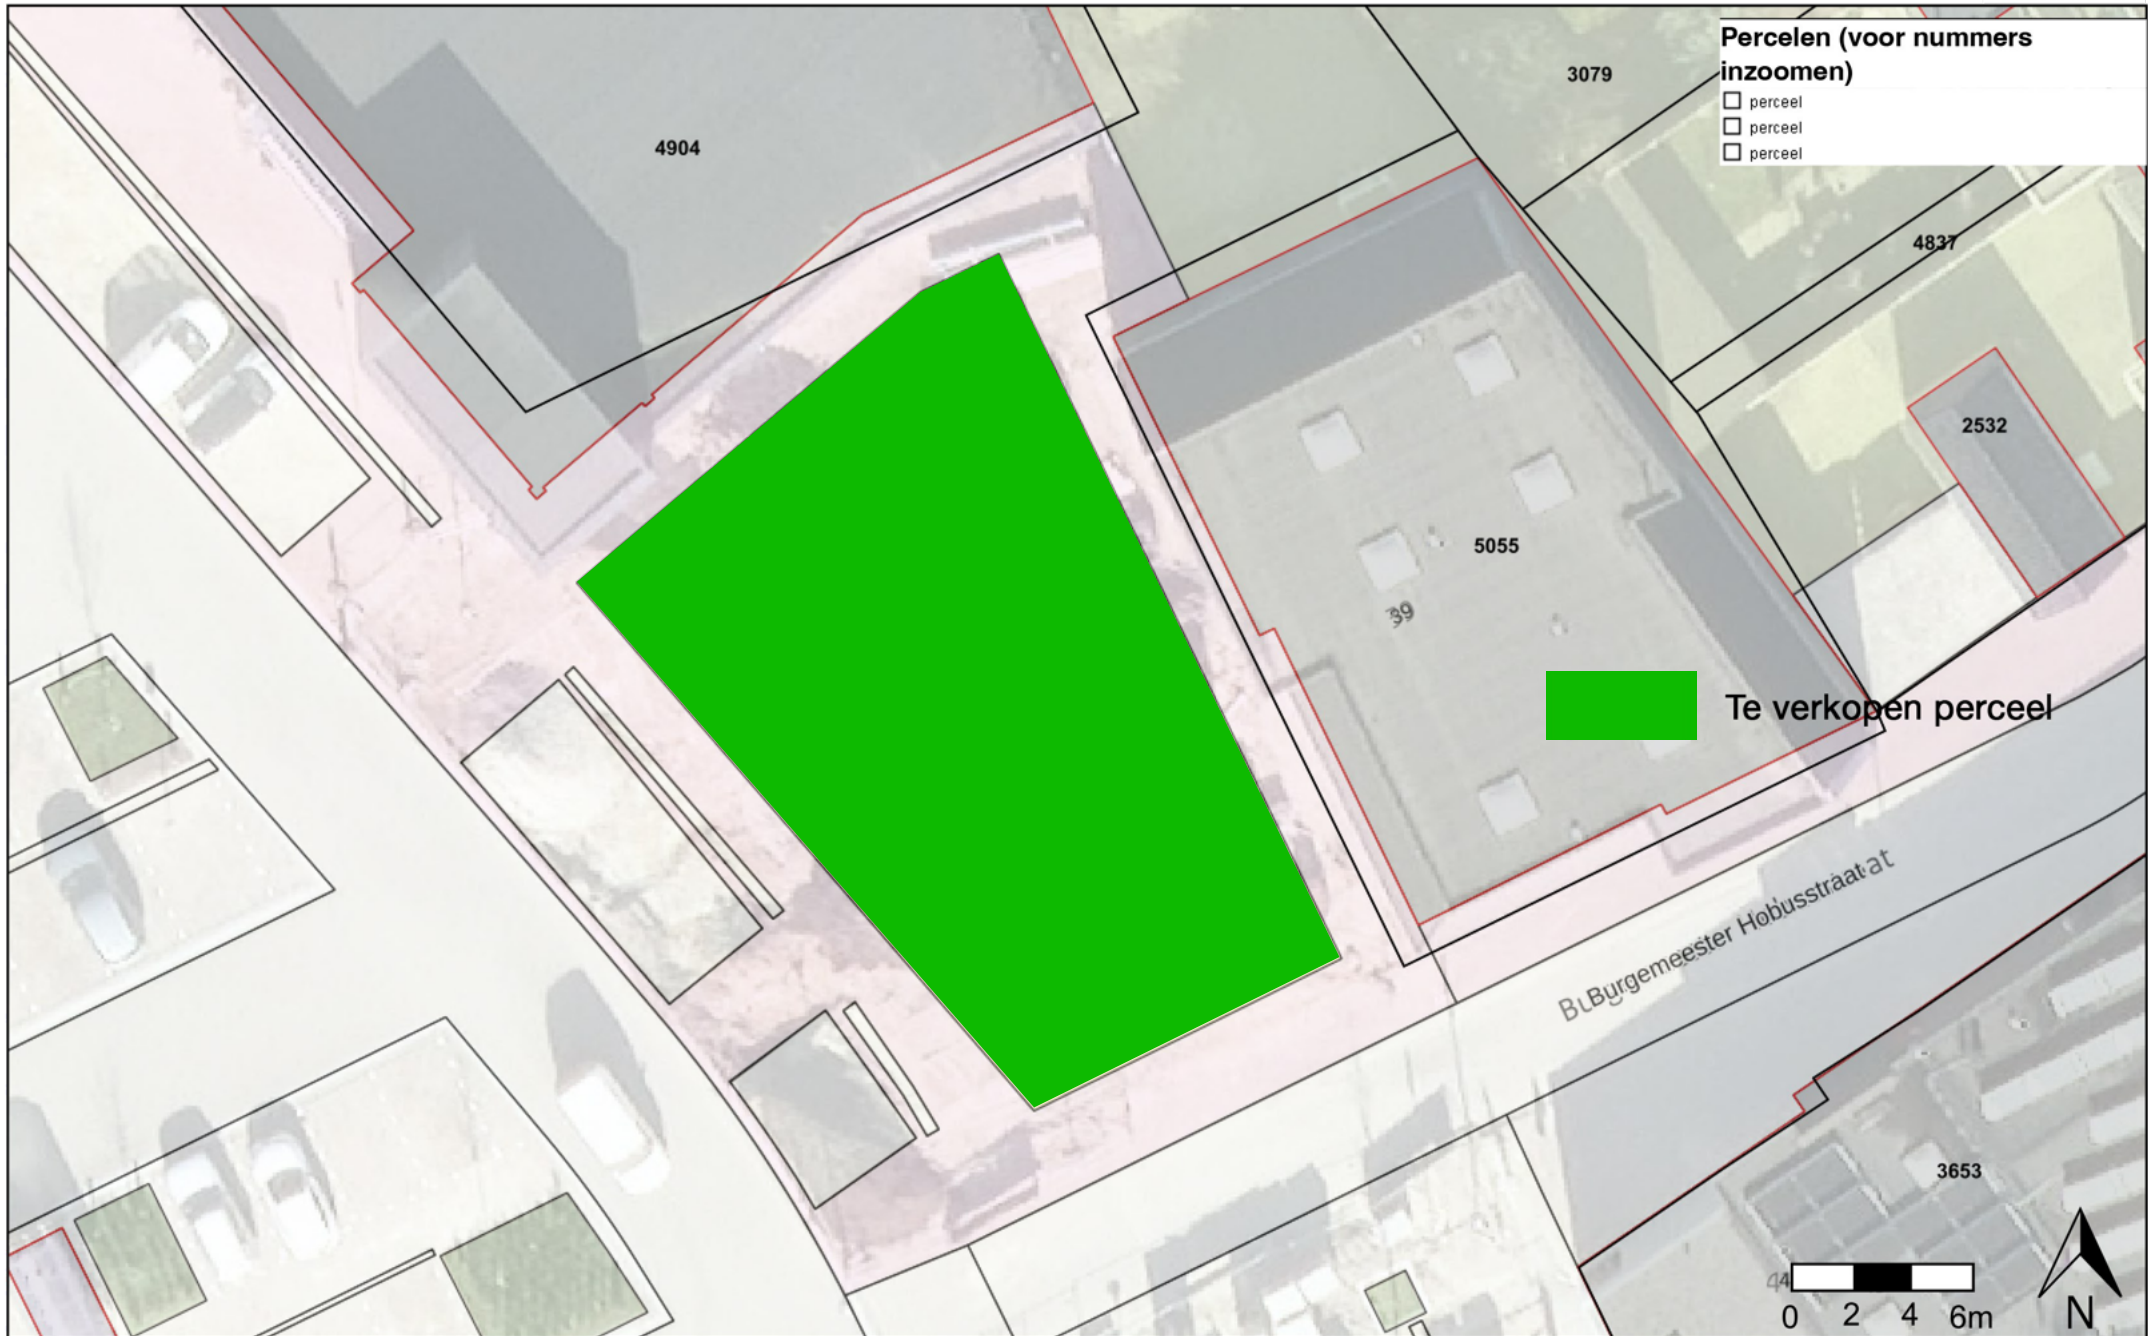 Percelen (voor nummers
inzoomen)
perceel
perceel
perceel
3079
4904
4837
2532
5055
39
Te verkopen perceel
Burgemeester Hobusstraat
3653
0 2 4 6m
N